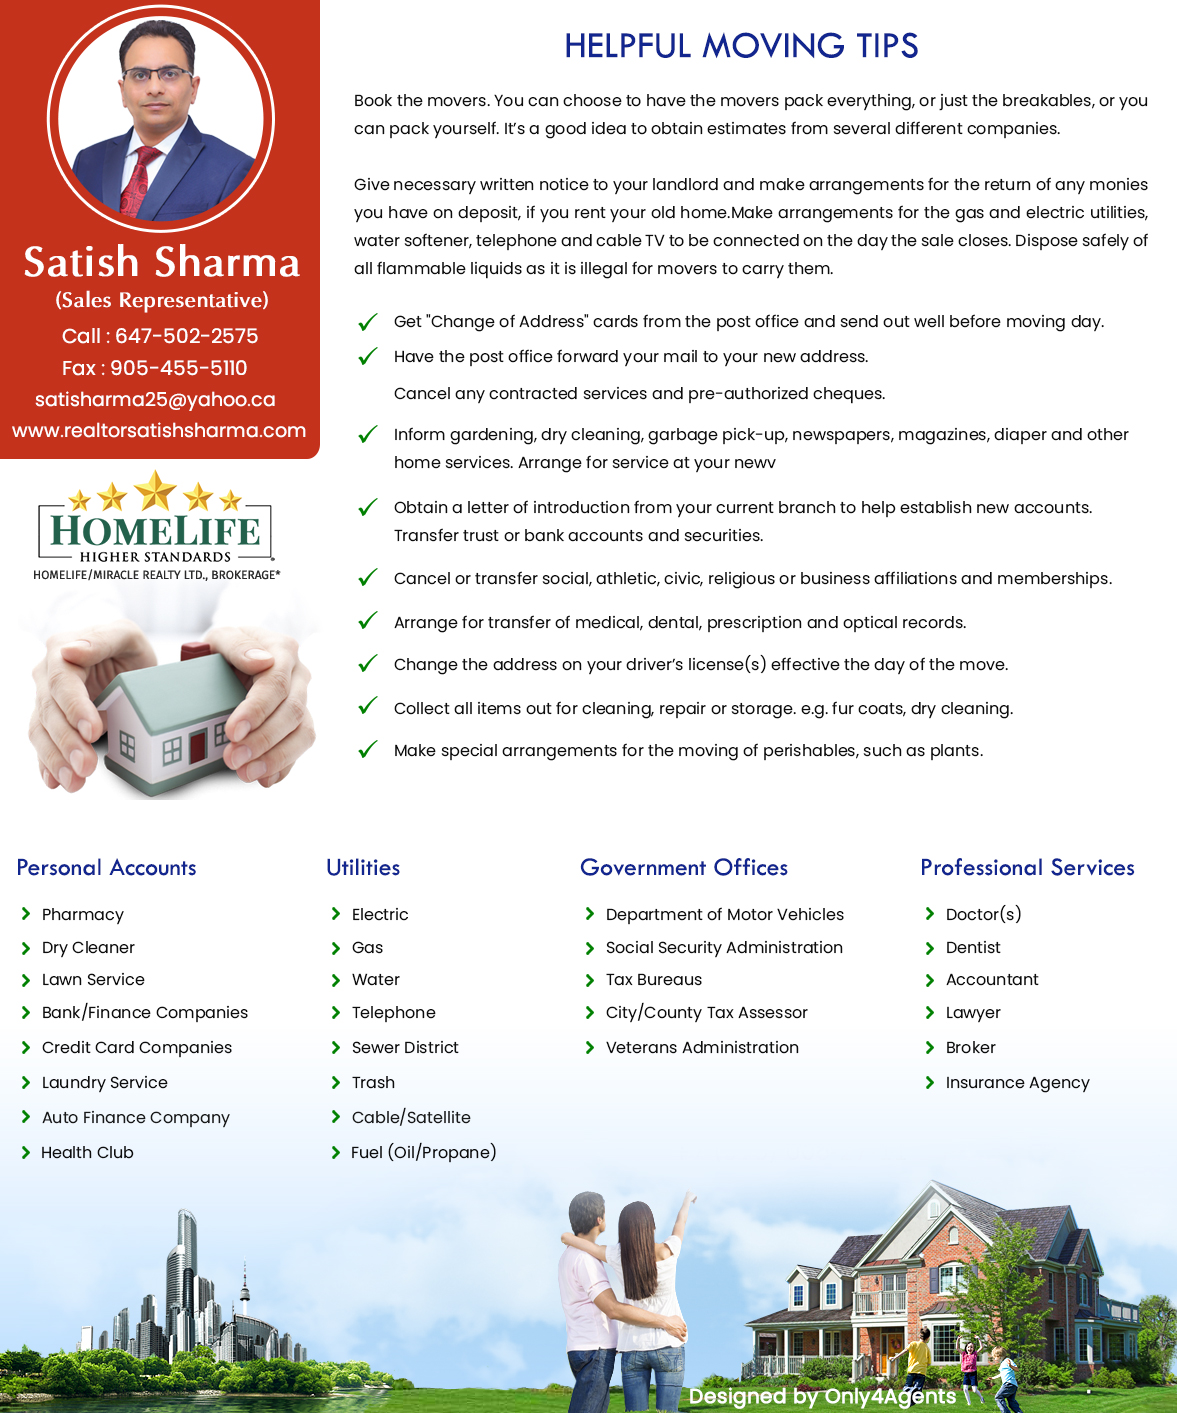 Satish Sharma
(Sales Representative)
Call : 647-502-2575
Fax : 905-455-5110
satisharma25@yahoo.ca
www.realtorsatishsharma.com
HOMELIFE
HIGHER STANDARDS
HOMELIFE/MIRACLE REALTY LTD., BROKERAGE*
HELPFUL MOVING TIPS
Book the movers. You can choose to have the movers pack everything, or just the breakables, or you
can pack yourself. It's a good idea to obtain estimates from several different companies.
Give necessary written notice to your landlord and make arrangements for the return of any monies
you have on deposit, if you rent your old home.Make arrangements for the gas and electric utilities,
water softener, telephone and cable TV to be connected on the day the sale closes. Dispose safely of
all flammable liquids as it is illegal for movers to carry them.
Get "Change of Address" cards from the post office and send out well before moving day.
Have the post office forward your mail to your new address.
Cancel any contracted services and pre-authorized cheques.
Inform gardening, dry cleaning, garbage pick-up, newspapers, magazines, diaper and other
home services. Arrange for service at your newv
Obtain a letter of introduction from your current branch to help establish new accounts.
Transfer trust or bank accounts and securities.
Cancel or transfer social, athletic, civic, religious or business affiliations and memberships.
Arrange for transfer of medical, dental, prescription and optical records.
Change the address on your driver's license(s) effective the day of the move.
Collect all items out for cleaning, repair or storage. e.g. fur coats, dry cleaning.
Make special arrangements for the moving of perishables, such as plants.
Personal Accounts
Pharmacy
Dry Cleaner
Lawn Service
Bank/Finance Companies
Credit Card Companies
Laundry Service
Auto Finance Company
Health Club
Utilities
Electric
Gas
Water
Telephone
Sewer District
Trash
Cable/Satellite
Fuel (Oil/Propane)
Government Offices
Department of Motor Vehicles
Social Security Administration
Tax Bureaus
City/County Tax Assessor
Veterans Administration
Professional Services
Doctor(s)
Dentist
Accountant
Lawyer
Broker
Insurance Agency
Designed by Only4Agents